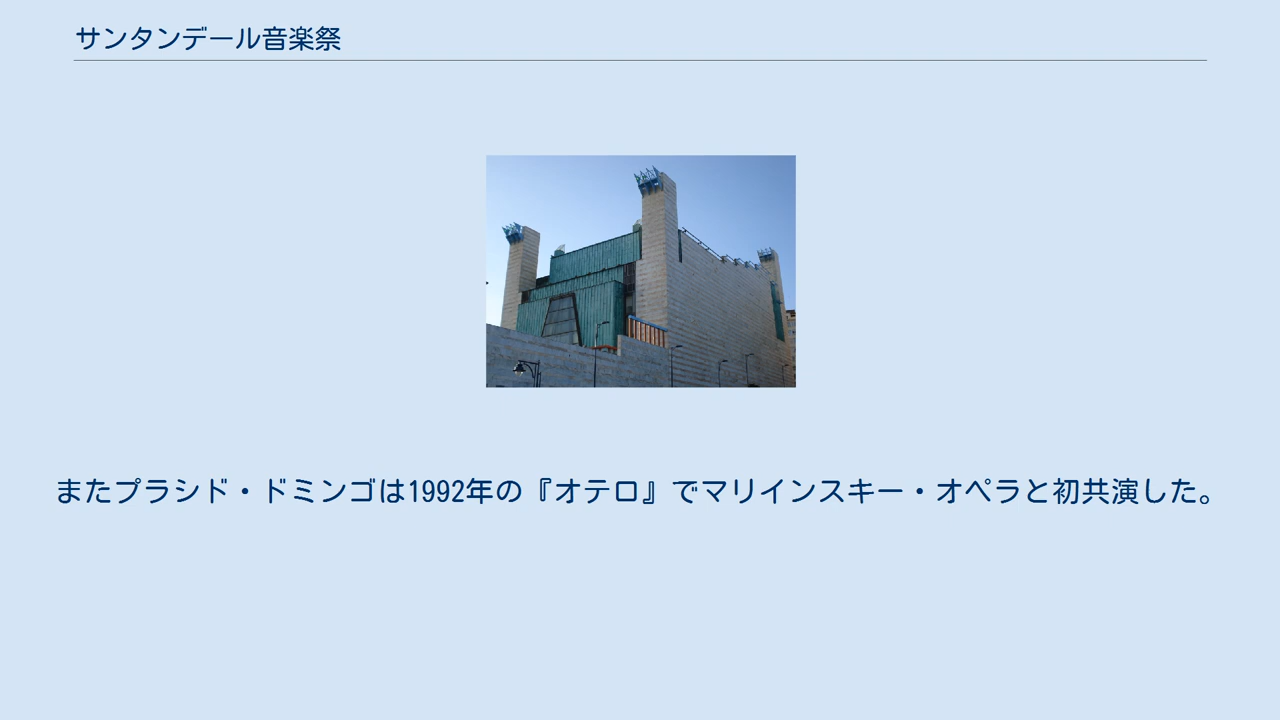 サンタンデール音楽祭
またプラシド・ドミンゴは1992年の『オテロ』でマリインスキー・オペラと初共演した。